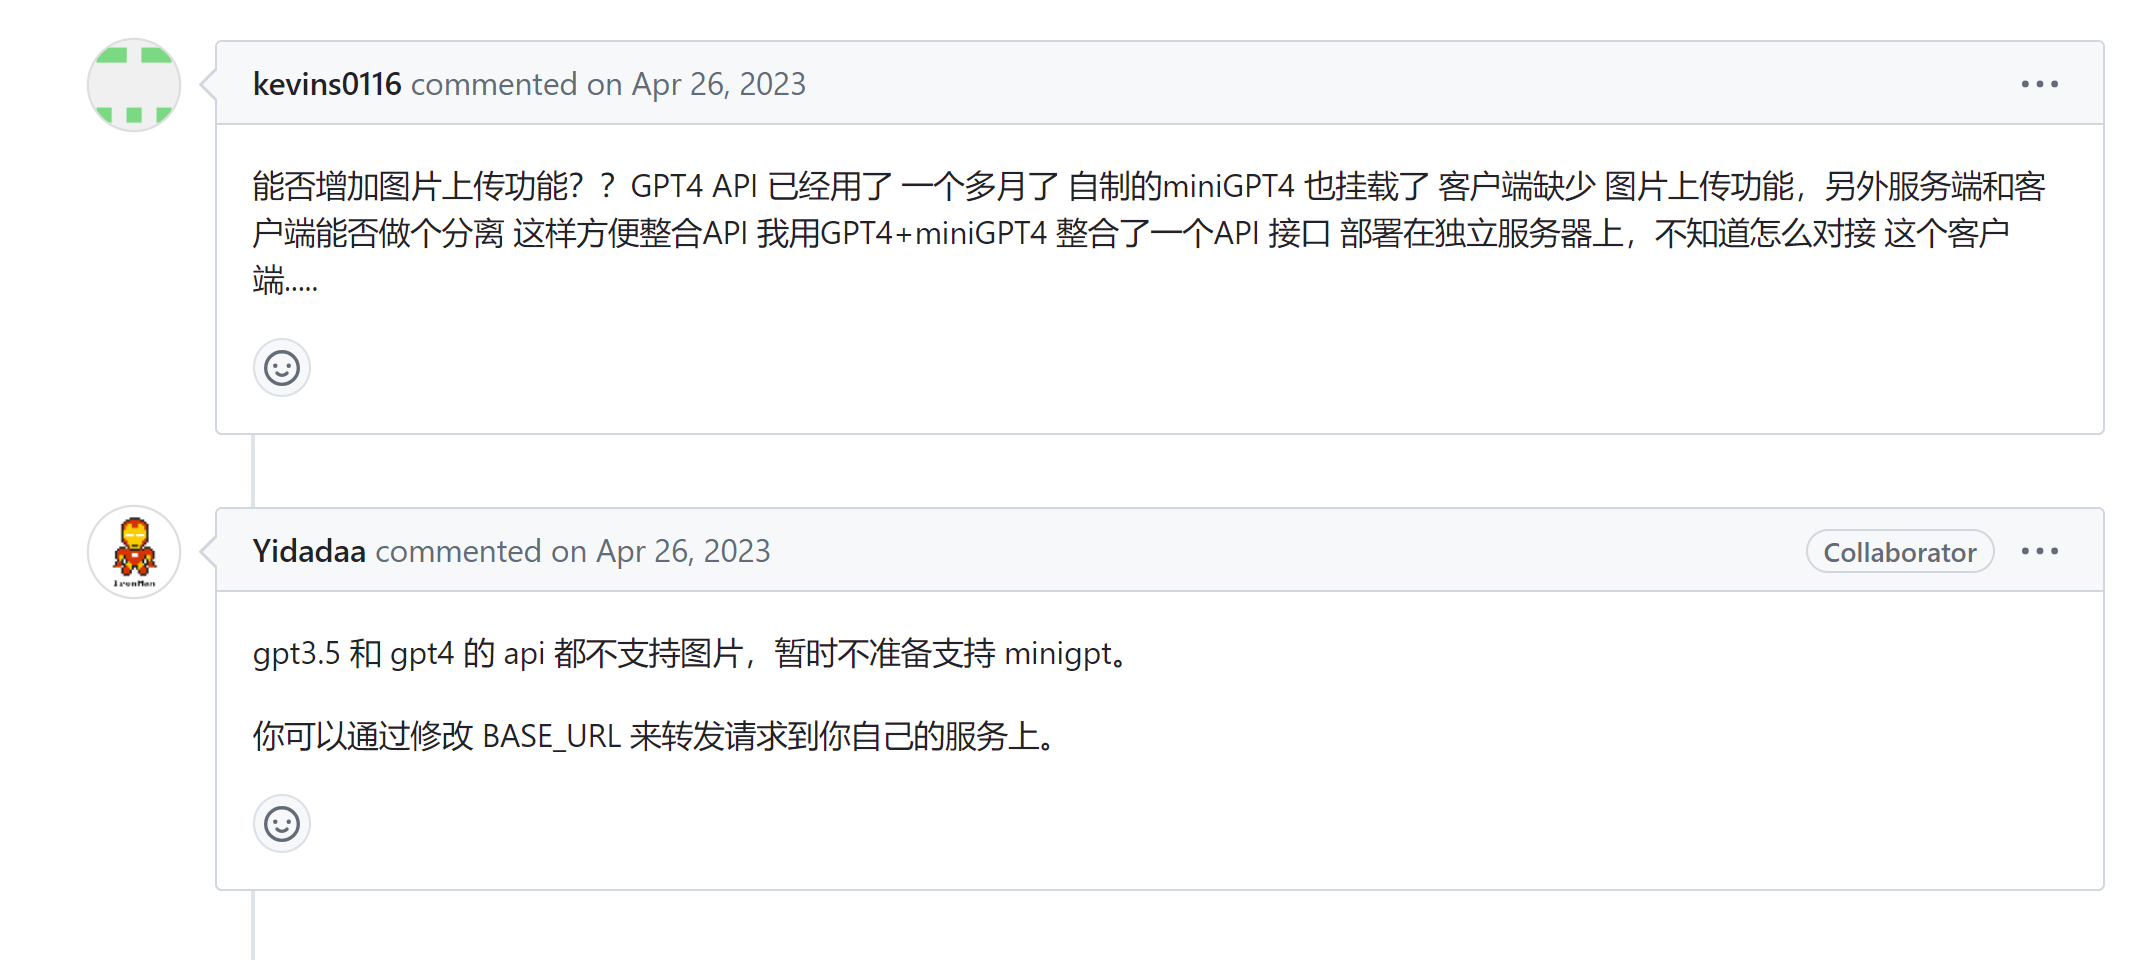 kevins0116 commented on Apr 26, 2023
能否增加图片上传功能？？GPT4 API 已经用了 一个多月了 自制的miniGPT4 也挂载了 客户端缺少 图片上传功能，另外服务端和客
户端能否做个分离 这样方便整合API 我用GPT4+miniGPT4 整合了一个API 接口 部署在独立服务器上，不知道怎么对接 这个客户
端.....
IronMan
Yidadaa commented on Apr 26, 2023 Collaborator
gpt3.5 和 gpt4 的 api 都不支持图片，暂时不准备支持 minigpt。
你可以通过修改 BASE_URL 来转发请求到你自己的服务上。